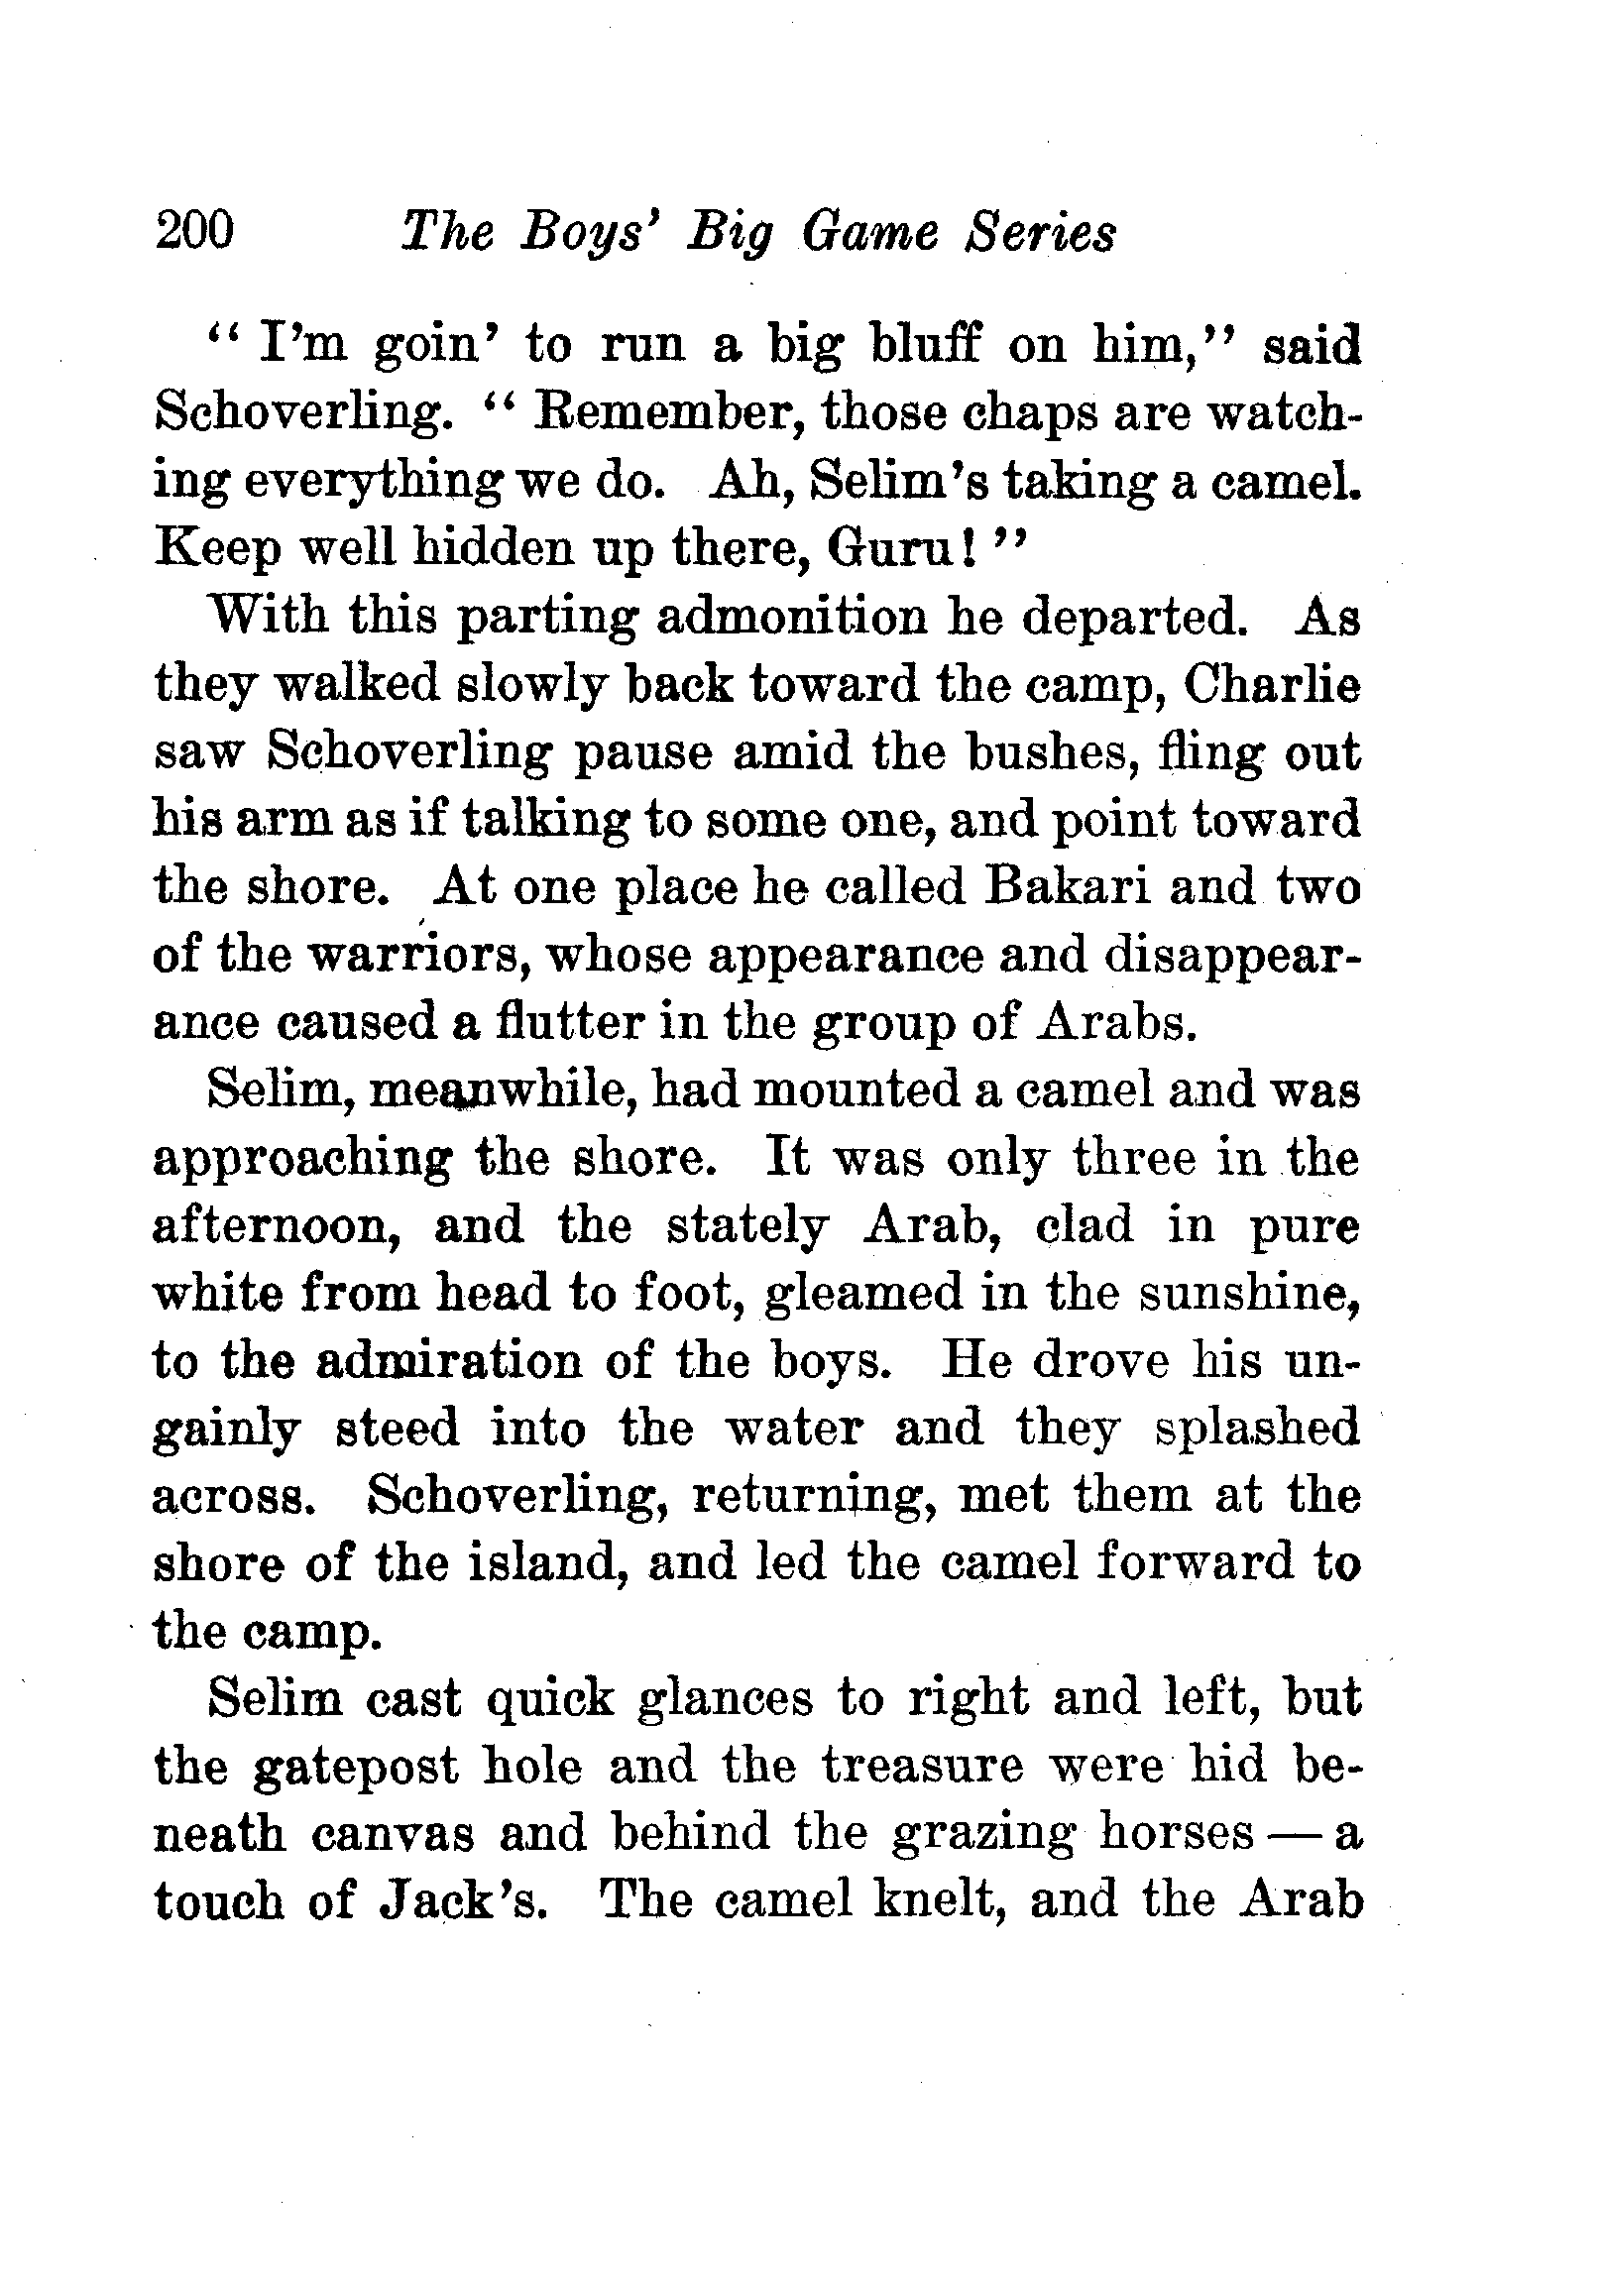 200 The Boys' Big Game Series
“ I'm goin' to run a big bluff on him,” said
Schoverling. “ Remember, those chaps are watch-
ing everything we do. Ah, Selim's taking a camel.
Keep well hidden up there, Guru! ”
With this parting admonition he departed. As
they walked slowly back toward the camp, Charlie
saw Schoverling pause amid the bushes, fling out
his arm as if talking to some one, and point toward
the shore. At one place he called Bakari and two
of the warriors, whose appearance and disappear-
ance caused a flutter in the group of Arabs.
Selim, meanwhile, had mounted a camel and was
approaching the shore. It was only three in the
afternoon, and the stately Arab, clad in pure
white from head to foot, gleamed in the sunshine,
to the admiration of the boys. He drove his un-
gainly steed into the water and they splashed
across. Schoverling, returning, met them at the
shore of the island, and led the camel forward to
the camp.
Selim cast quick glances to right and left, but
the gatepost hole and the treasure were hid be-
neath canvas and behind the grazing horses — a
touch of Jack's. The camel knelt, and the Arab